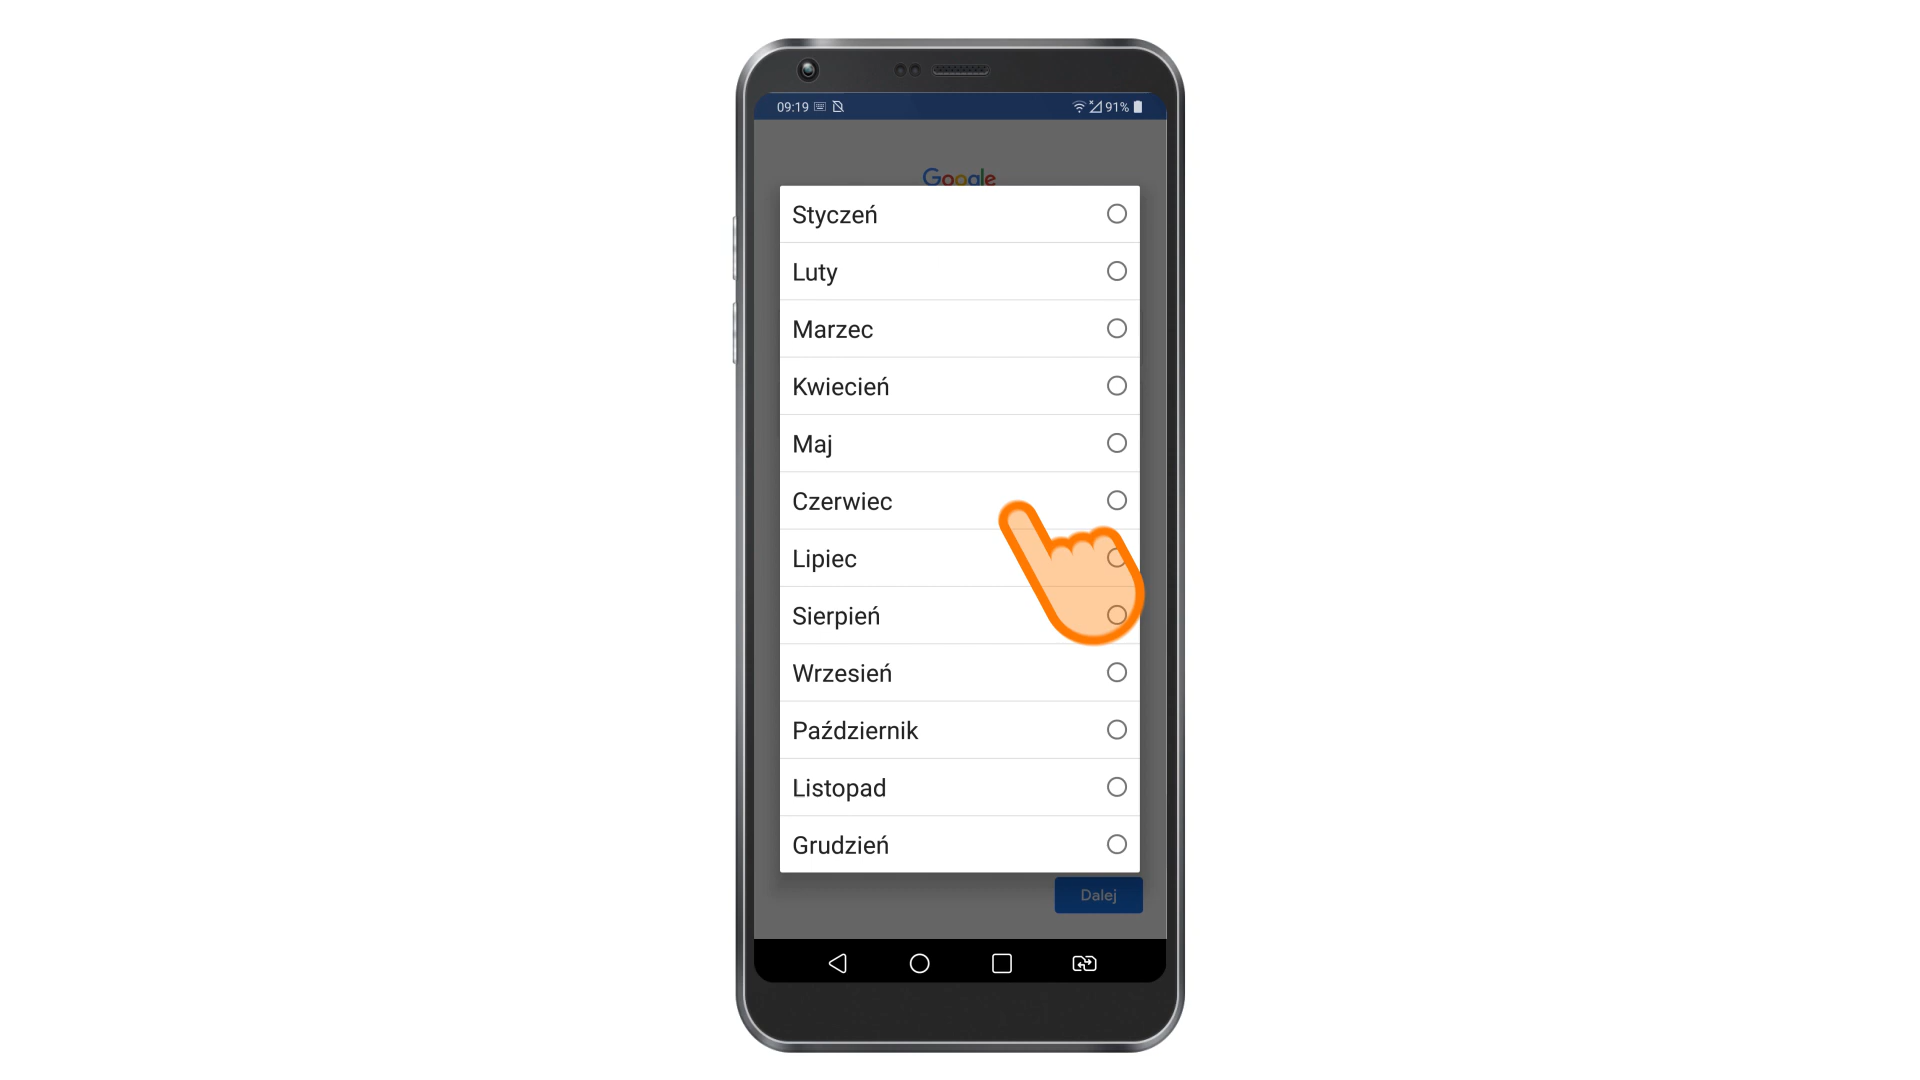 09:19 91%
Google
Styczeń
Luty
Marzec
Kwiecień
Maj
Czerwiec
Lipiec
Sierpień
Wrzesień
Październik
Listopad
Grudzień
Dalej